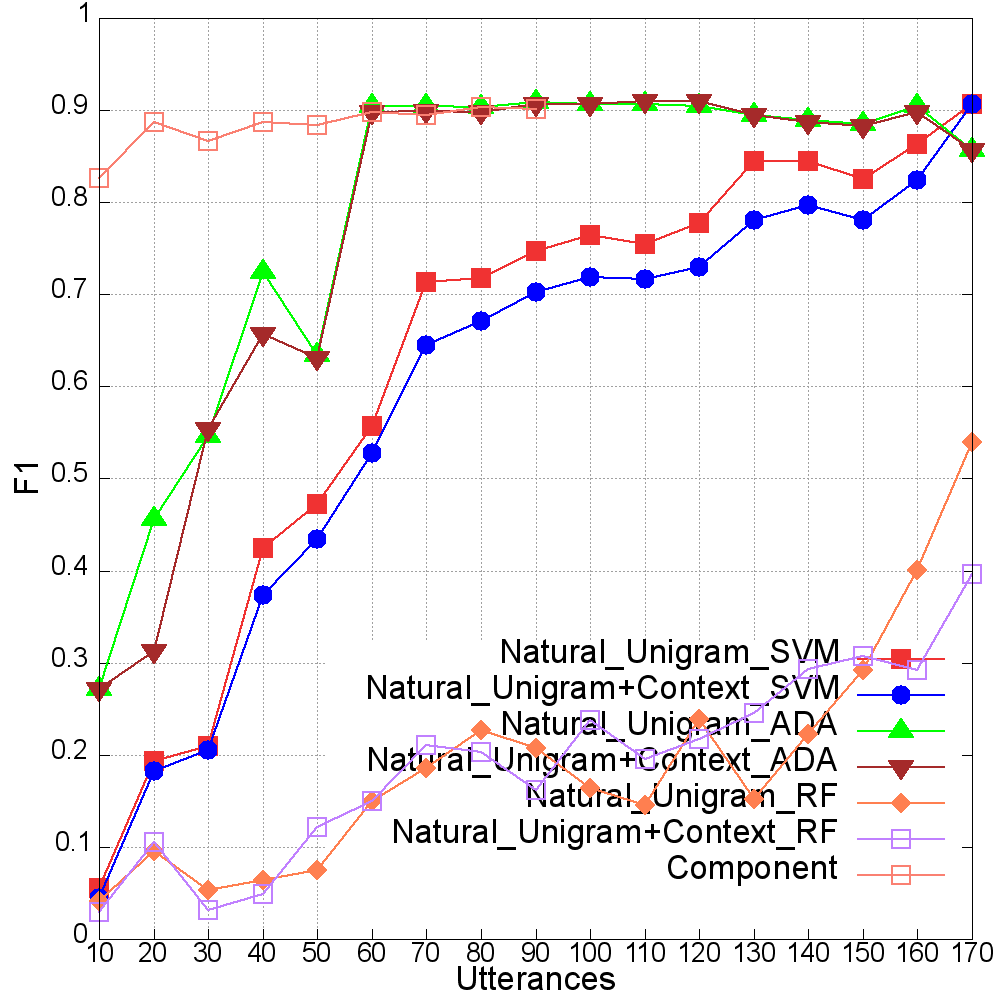 1
0.9
0.8
0.7
0.6
0.5
0.4
0.3
0.2
0.1
0
F1
Natural_Unigram_SVM
Natural_Unigram+Context_SVM
Natural_Unigram_ADA
Natural_Unigram+Context_ADA
Natural_Unigram_RF
Natural_Unigram+Context_RF
Component
10 20 30 40 50 60 70 80 90 100 110 120 130 140 150 160 170
Utterances